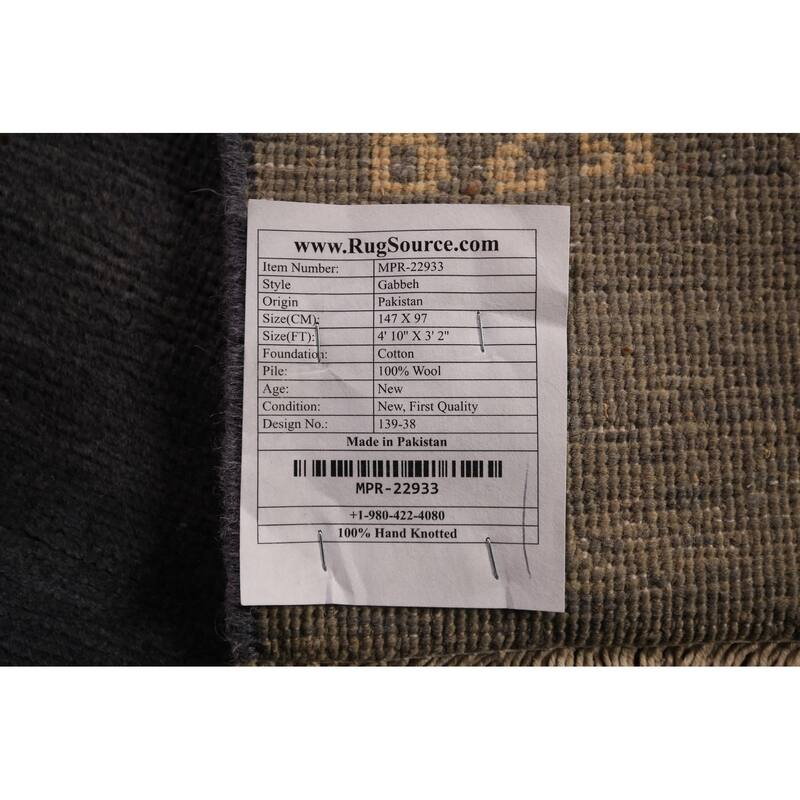 www.RugSource.com
Item Number: MPR-22933
Style Gabbeh
Origin Pakistan
Size(CM): 147 X 97
Size(FT): 4' 10" X 3' 2"
Foundation: Cotton
Pile: 100% Wool
Age: New
Condition: New, First Quality
Design No.: 139-38
Made in Pakistan
MPR-22933
+1-980-422-4080
100% Hand Knotted